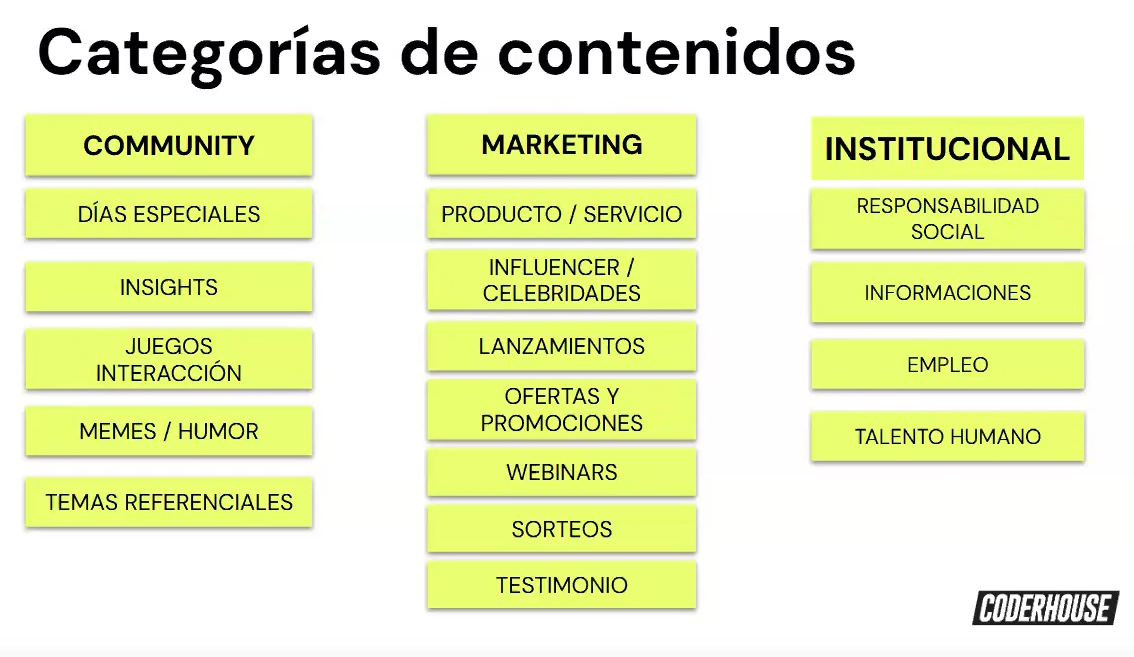 Categorías de contenidos
COMMUNITY
DÍAS ESPECIALES
INSIGHTS
JUEGOS
INTERACCIÓN
MEMES / HUMOR
TEMAS REFERENCIALES
MARKETING
PRODUCTO / SERVICIO
INFLUENCER /
CELEBRIDADES
LANZAMIENTOS
OFERTAS Y
PROMOCIONES
WEBINARS
SORTEOS
TESTIMONIO
INSTITUCIONAL
RESPONSABILIDAD
SOCIAL
INFORMACIONES
EMPLEO
TALENTO HUMANO
CODERHOUSE